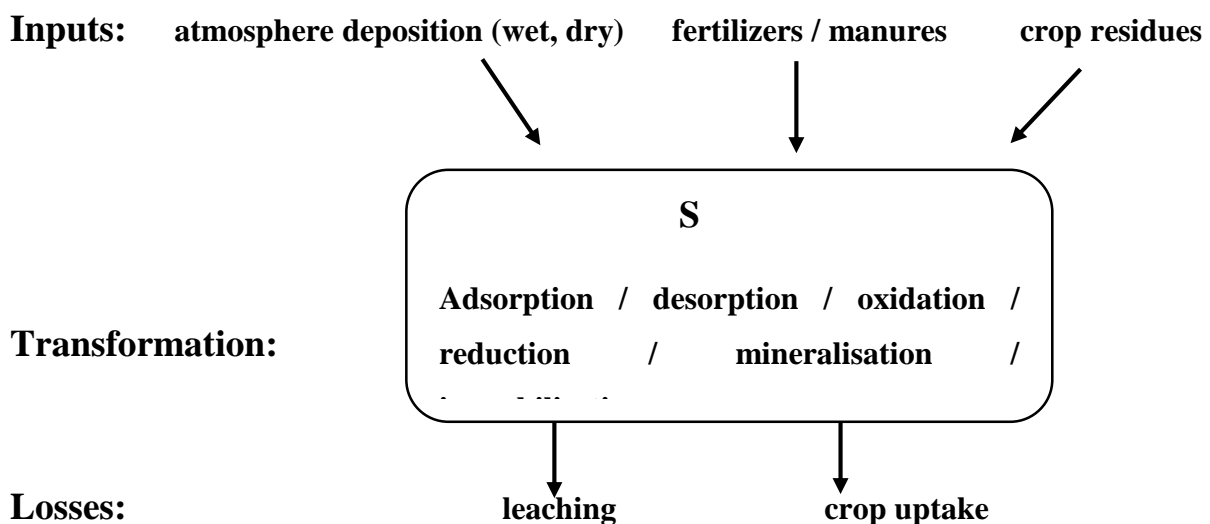 Inputs: atmosphere deposition (wet, dry) fertilizers / manures crop residues
S
Adsorption / desorption / oxidation /
Transformation: reduction / mineralisation /
Losses: leaching crop uptake